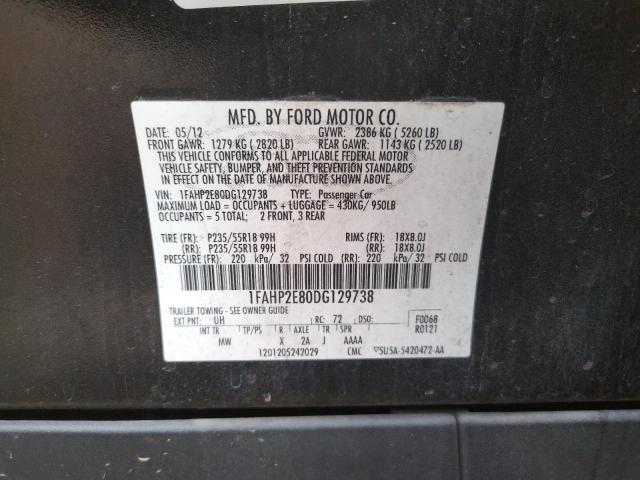 MFD. BY FORD MOTOR CO.
DATE: 05/12 GVWR: 2386 KG ( 5260 LB)
FRONT GAWR: 1279 KG ( 2820 LB) REAR GAWR: 1143 KG ( 2520 LB)
THIS VEHICLE CONFORMS TO ALL APPLICABLE FEDERAL MOTOR
VEHICLE SAFETY, BUMPER, AND THEFT PREVENTION STANDARDS
IN EFFECT ON THE DATE OF MANUFACTURE SHOWN ABOVE.
VIN: 1FAHP2E80DG129738 TYPE: Passenger Car
MAXIMUM LOAD = OCCUPANTS + LUGGAGE = 430KG/ 950LB
OCCUPANTS = 5 TOTAL; 2 FRONT, 3 REAR
TIRE (FR): P235/55R18 99H RIMS (FR): 18X8.0J
(RR): P235/55R18 99H (RR): 18X8.0J
PRESSURE (FR): 220 kPa/ 32 PSI COLD (RR): 220 kPa/ 32 PSI COLD
1FAHP2E80DG129738
TRAILER TOWING - SEE OWNER GUIDE
EXT PNT: UH RC: 72 DSO: F0068
INT TR TP/PS R AXLE TR SPR R0121
MW X 2A J AAAA
1201205242029 CMC 5U5A-5420472-AA